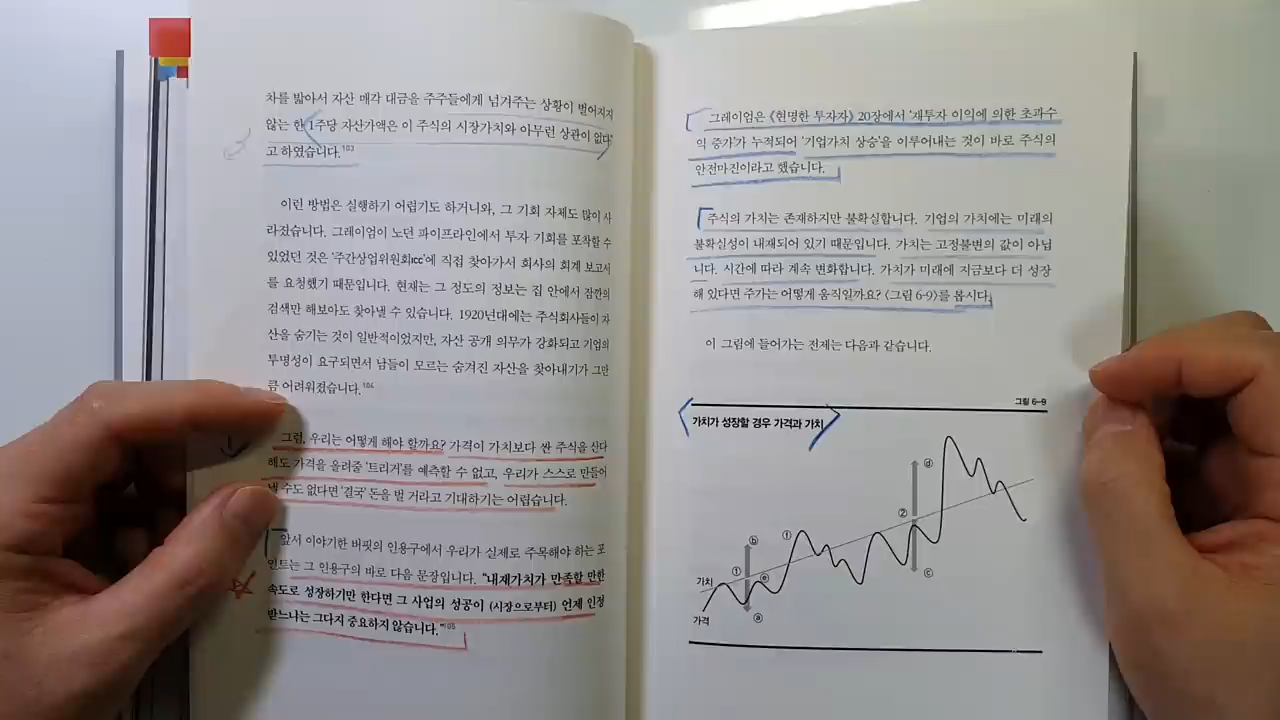 차를 밟아서 자산 매각 대금을 주주들에게 넘겨주는 상황이 벌어지지
않는 한 1주당 자산가액은 이 주식의 시장가치와 아무런 상관이 없다"
고 하였습니다.103
이런 방법은 실행하기 어렵기도 하거니와, 그 기회 자체도 많이 사
라졌습니다. 그레이엄이 노던 파이프라인에서 투자 기회를 포착할 수
있었던 것은 '주간상업위원회ICC'에 직접 찾아가서 회사의 회계 보고서
를 요청했기 때문입니다. 현재는 그 정도의 정보는 집 안에서 잠깐의
검색만 해보아도 찾아낼 수 있습니다. 1920년대에는 주식회사들이 자
산을 숨기는 것이 일반적이었지만, 자산 공개 의무가 강화되고 기업의
투명성이 요구되면서 남들이 모르는 숨겨진 자산을 찾아내기가 그만
큼 어려워졌습니다.104
그럼, 우리는 어떻게 해야 할까요? 가격이 가치보다 싼 주식을 산다
해도 가격을 올려줄 '트리거'를 예측할 수 없고, 우리가 스스로 만들어
낼 수도 없다면 '결국' 돈을 벌 거라고 기대하기는 어렵습니다.
앞서 이야기한 버핏의 인용구에서 우리가 실제로 주목해야 하는 포
인트는 그 인용구의 바로 다음 문장입니다. "내재가치가 만족할 만한
속도로 성장하기만 한다면 그 사업의 성공이 (시장으로부터) 언제 인정
받느냐는 그다지 중요하지 않습니다."105
그레이엄은 《현명한 투자자》 20장에서 '재투자 이익에 의한 초과수
익 증가'가 누적되어 '기업가치 상승'을 이루어내는 것이 바로 주식의
안전마진이라고 했습니다.
주식의 가치는 존재하지만 불확실합니다. 기업의 가치에는 미래의
불확실성이 내재되어 있기 때문입니다. 가치는 고정불변의 값이 아닙
니다. 시간에 따라 계속 변화합니다. 가치가 미래에 지금보다 더 성장
해 있다면 주가는 어떻게 움직일까요? 〈그림 6-9〉를 봅시다.
이 그림에 들어가는 전제는 다음과 같습니다.
그림 6-9
가치가 성장할 경우 가격과 가치
ⓓ
②
ⓑ
①
①
ⓒ
가치
ⓔ
가격
ⓐ